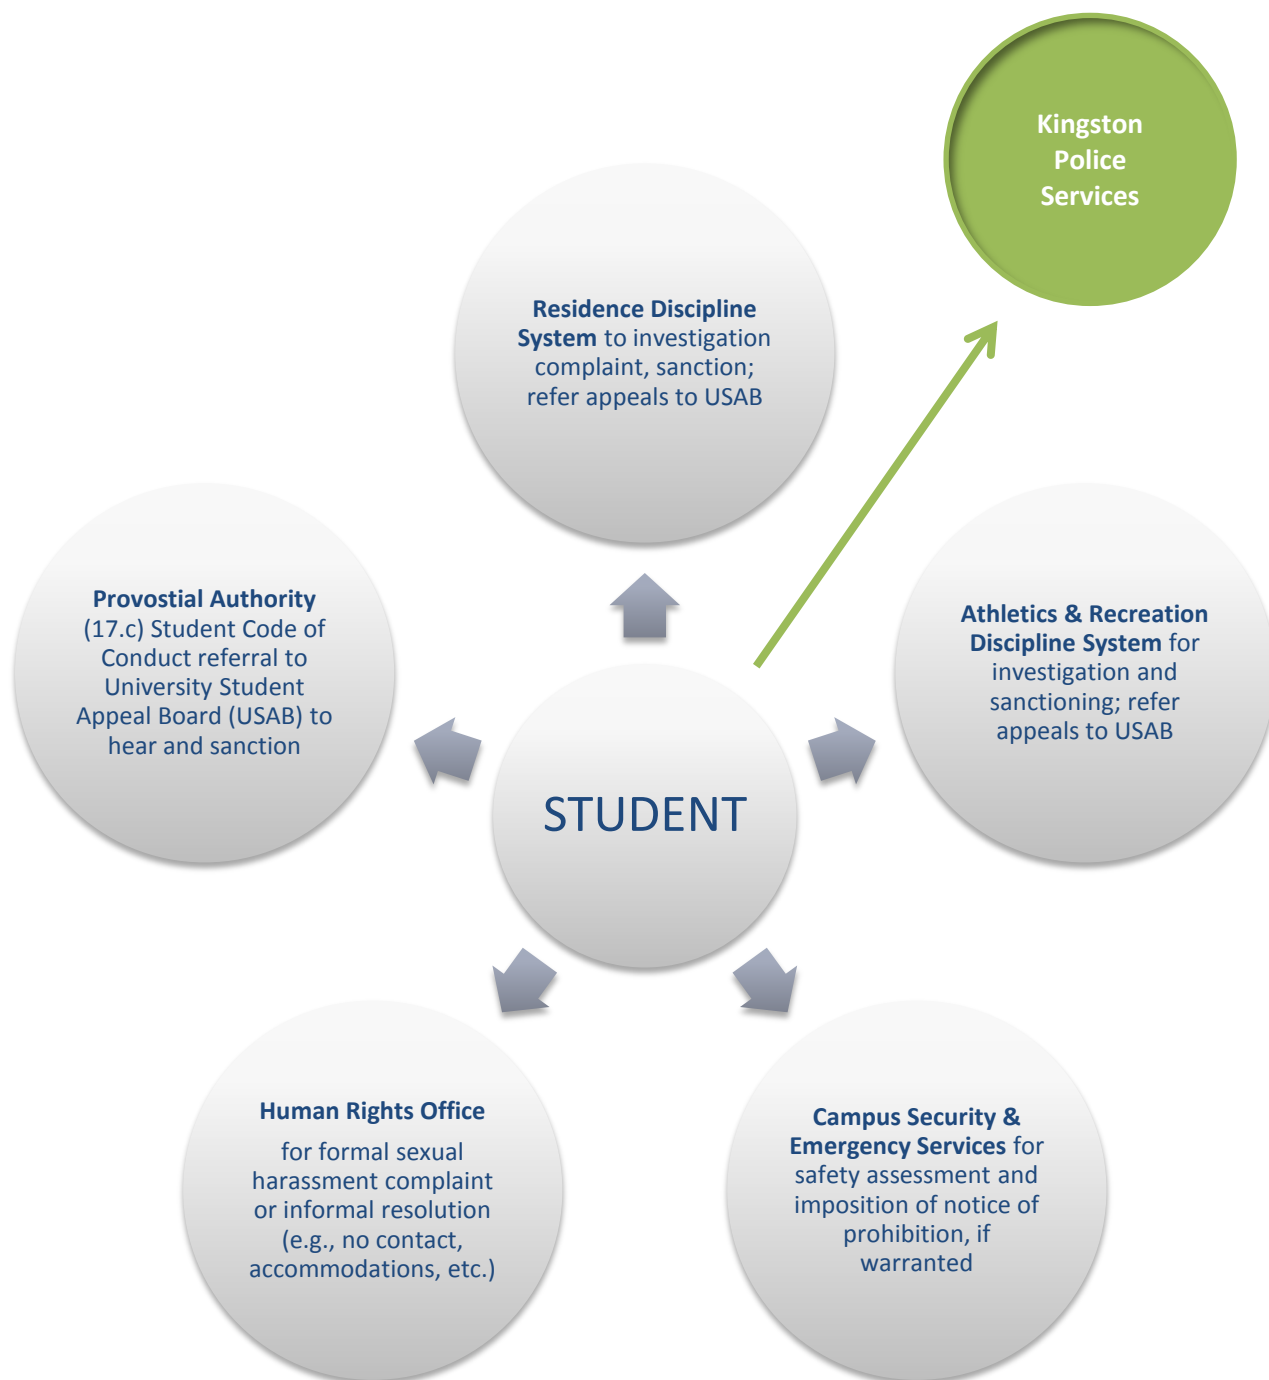 Kingston
Police
Services
Residence Discipline
System to investigation
complaint, sanction;
refer appeals to USAB
Provostial Authority
(17.c) Student Code of
Conduct referral to
University Student
Appeal Board (USAB) to
hear and sanction
Athletics & Recreation
Discipline System for
investigation and
sanctioning; refer
appeals to USAB
STUDENT
Human Rights Office
for formal sexual
harassment complaint
or informal resolution
(e.g., no contact,
accommodations, etc.)
Campus Security &
Emergency Services for
safety assessment and
imposition of notice of
prohibition, if
warranted